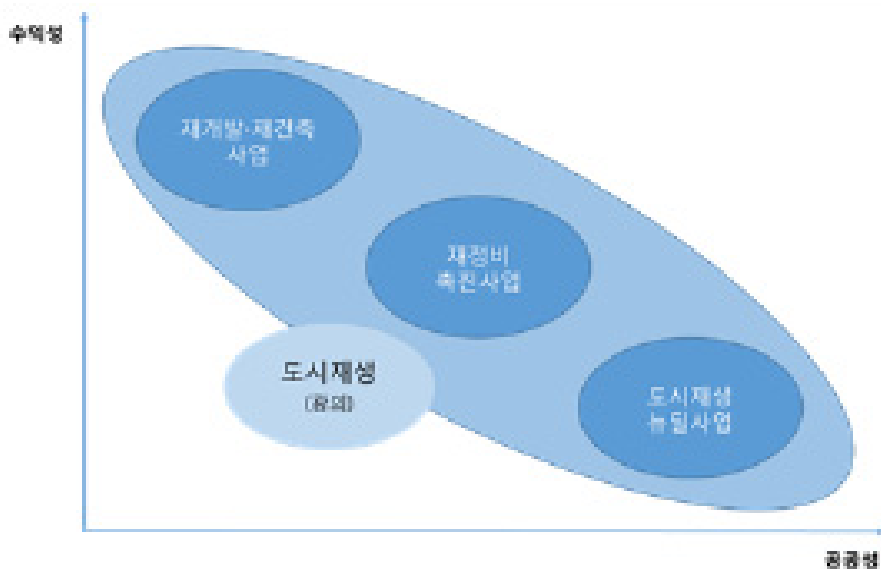 수익성
재개발·재건축
사업
재정비
촉진사업
도시재생
(광의)
도시재생
뉴딜사업
공공성